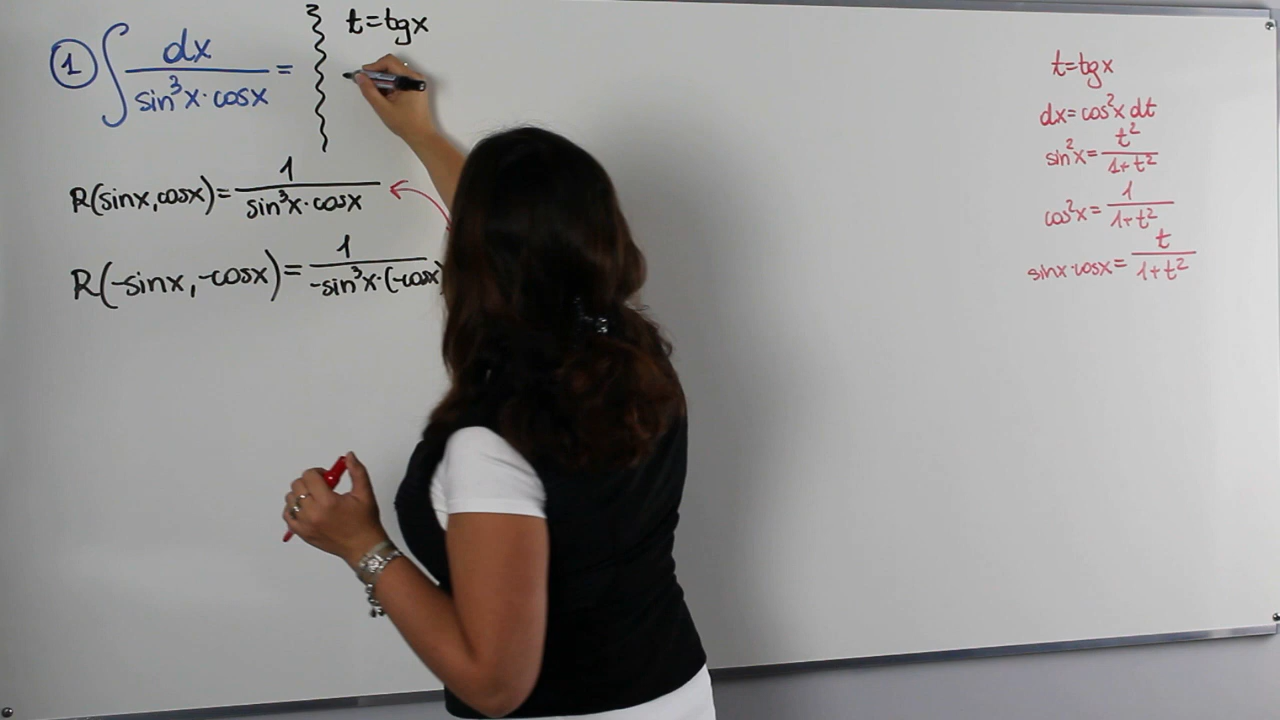 ① ∫ dx / (sin³x · cosx) =
t = tgx
R(sinx, cosx) = 1 / (sin³x · cosx)
R(-sinx, -cosx) = 1 / (-sin³x · (-cosx)
t = tgx
dx = cos²x dt
sin²x = t² / (1+t²)
cos²x = 1 / (1+t²)
sinx·cosx = t / (1+t²)